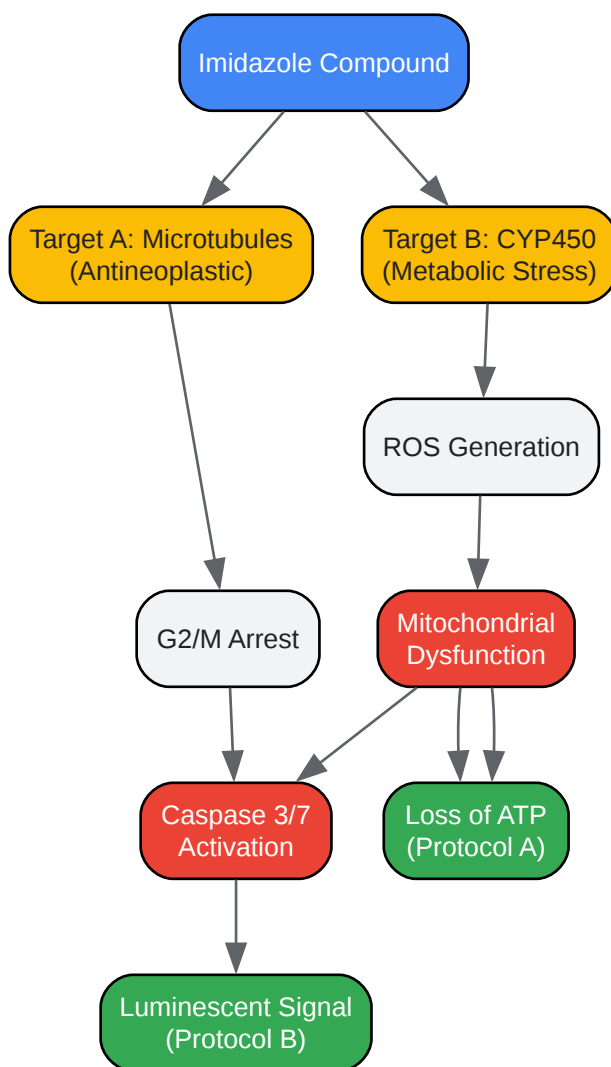 Imidazole Compound
Target A: Microtubules
(Antineoplastic)
Target B: CYP450
(Metabolic Stress)
ROS Generation
G2/M Arrest
Mitochondrial
Dysfunction
Caspase 3/7
Activation
Loss of ATP
(Protocol A)
Luminescent Signal
(Protocol B)